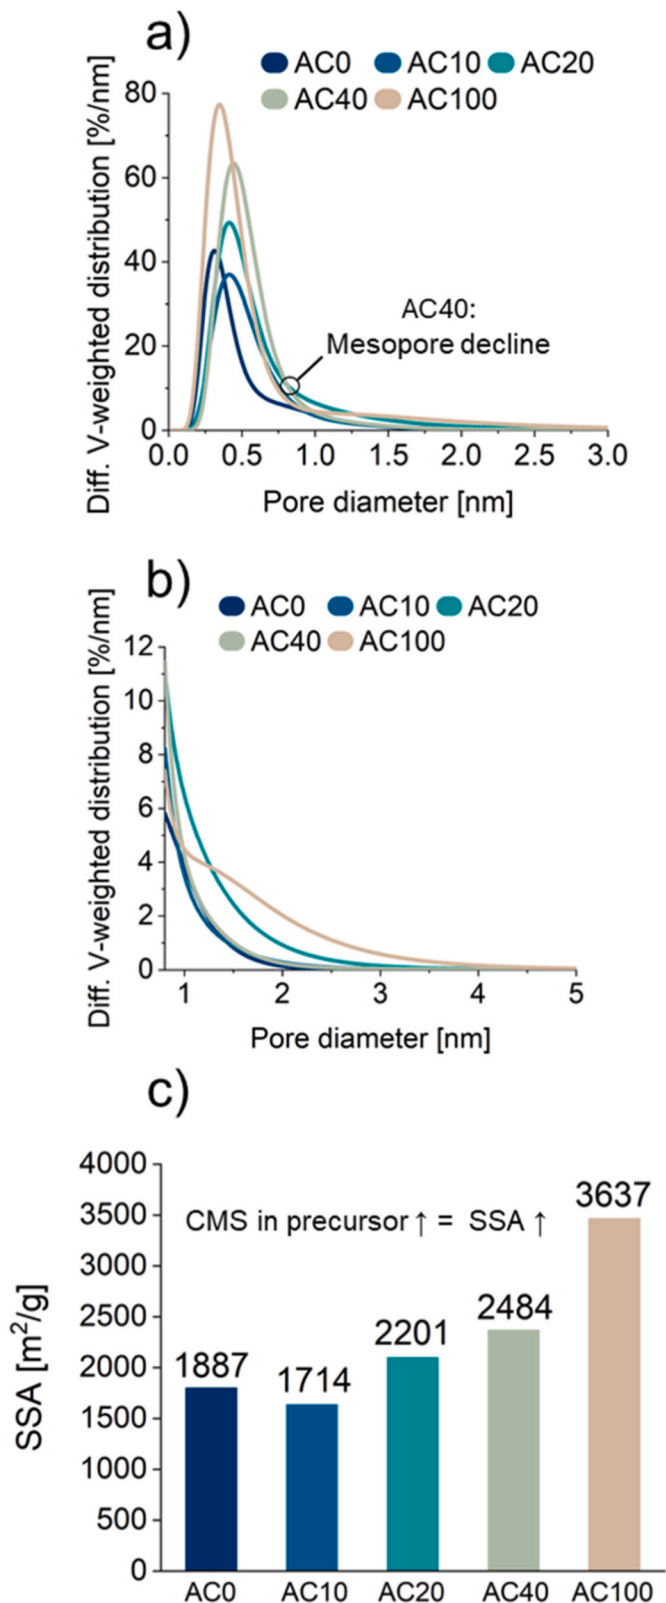 a)
AC0 AC10 AC20
AC40 AC100
Diff. V-weighted distribution [%/nm]
80
60
40
20
0
AC40:
Mesopore decline
0.0 0.5 1.0 1.5 2.0 2.5 3.0
Pore diameter [nm]
b)
AC0 AC10 AC20
AC40 AC100
Diff. V-weighted distribution [%/nm]
12
10
8
6
4
2
0
1 2 3 4 5
Pore diameter [nm]
c)
SSA [m²/g]
4000
3500
3000
2500
2000
1500
1000
500
0
CMS in precursor ↑ = SSA ↑
1887
1714
2201
2484
3637
AC0 AC10 AC20 AC40 AC100